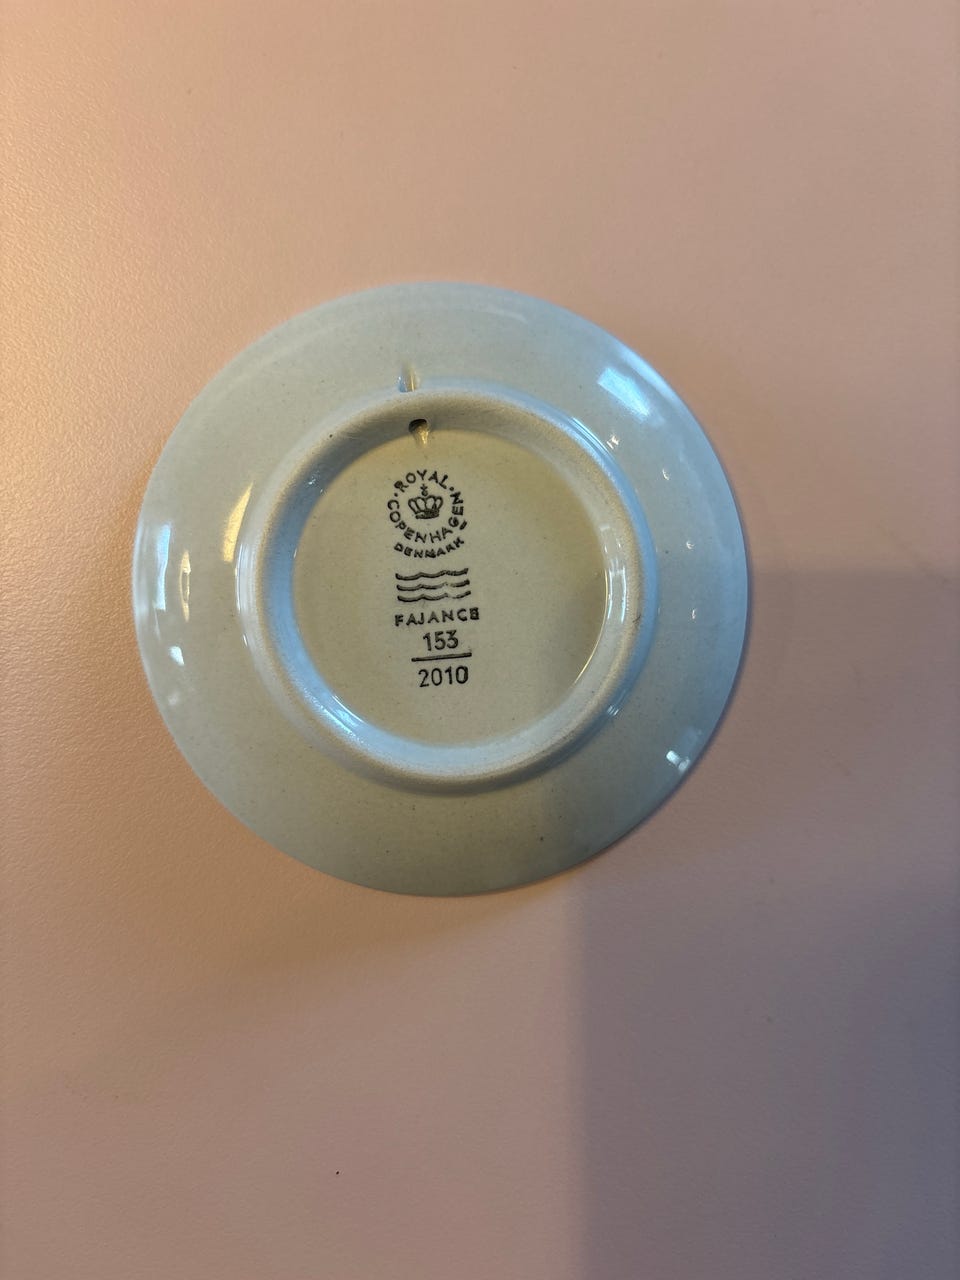 ROYAL
COPENHAGEN
DENMARK
FAJANCE
153
2010